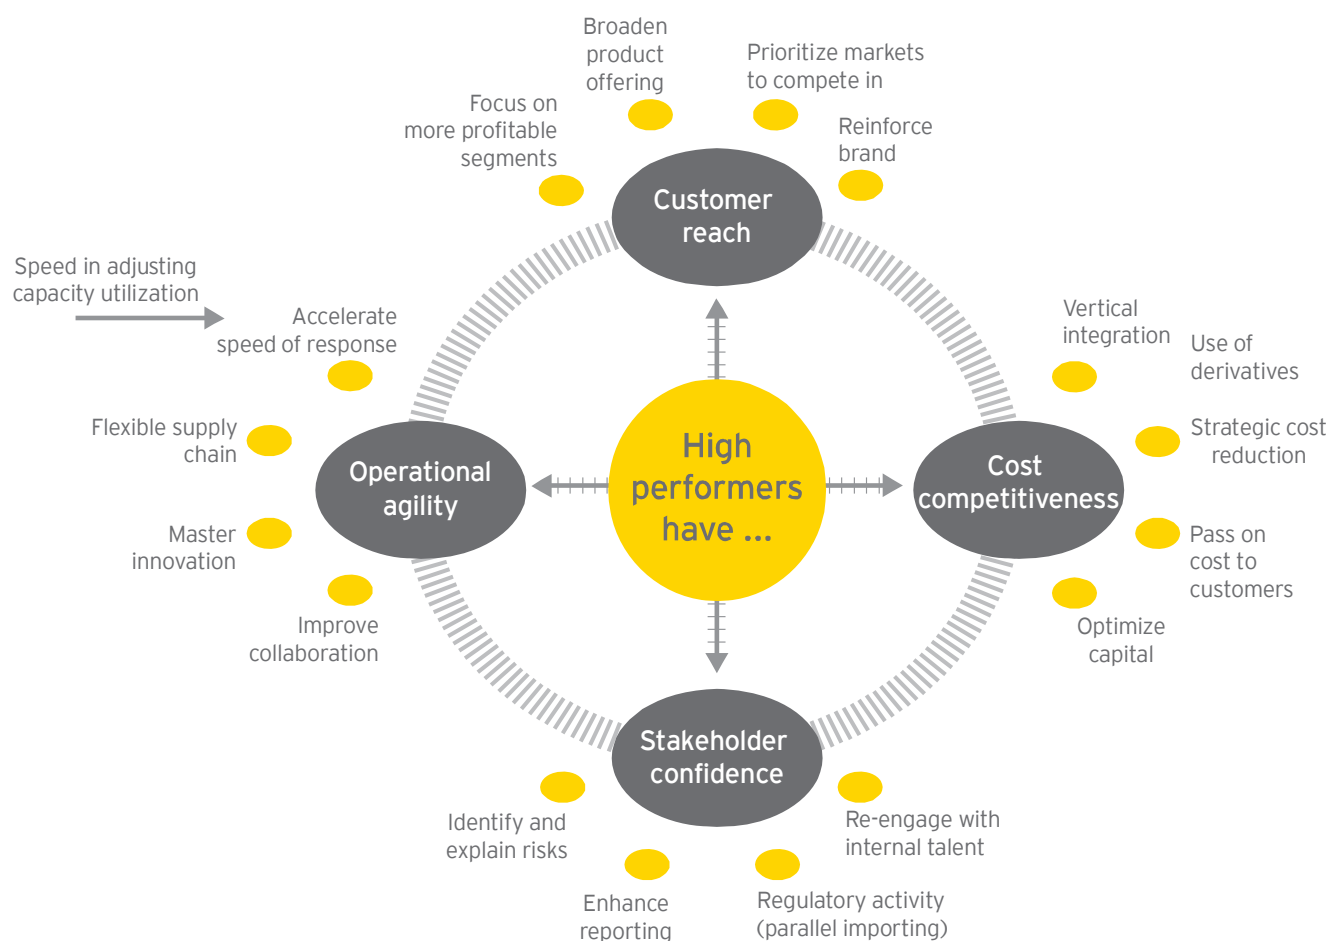 Broaden
product
offering
Prioritize markets
to compete in
Focus on
more profitable
segments
Reinforce
brand
Customer
reach
Speed in adjusting
capacity utilization
Accelerate
speed of response
Vertical
integration
Use of
derivatives
Flexible supply
chain
Strategic cost
reduction
Operational
agility
High
performers
have ...
Cost
competitiveness
Master
innovation
Pass on
cost to
customers
Improve
collaboration
Optimize
capital
Stakeholder
confidence
Identify and
explain risks
Re-engage with
internal talent
Enhance
reporting
Regulatory activity
(parallel importing)